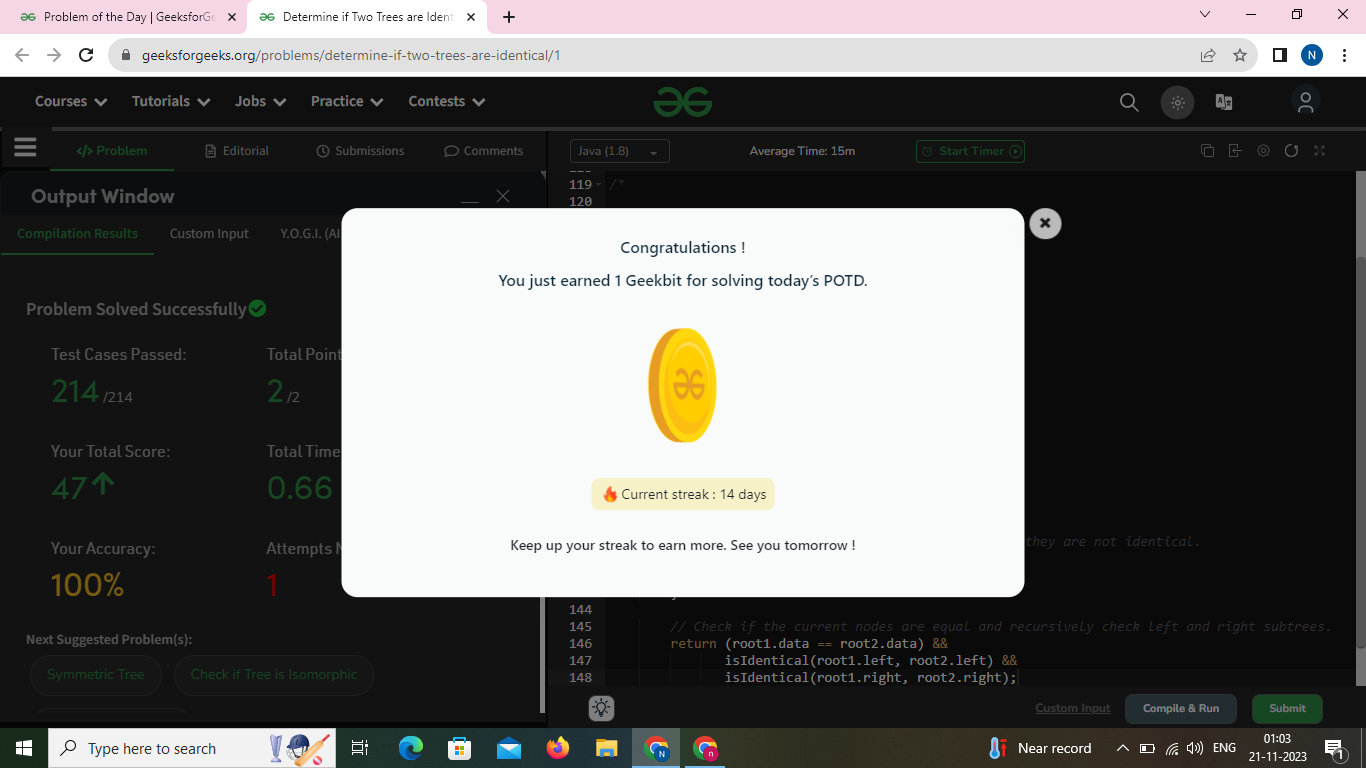 Problem of the Day | GeeksforGe
Determine if Two Trees are Ident
geeksforgeeks.org/problems/determine-if-two-trees-are-identical/1
N
Courses
Tutorials
Jobs
Practice
Contests
</> Problem
Editorial
Submissions
Comments
Java (1.8)
Average Time: 15m
Start Timer
Output Window
Compilation Results
Custom Input
Y.O.G.I. (AI
Problem Solved Successfully
Test Cases Passed:
214 /214
Total Point
2 /2
Your Total Score:
47
Total Time
0.66
Your Accuracy:
100%
Attempts N
1
Next Suggested Problem(s):
Symmetric Tree
Check if Tree is Isomorphic
119 /*
120
Congratulations !
You just earned 1 Geekbit for solving today's POTD.
Current streak : 14 days
Keep up your streak to earn more. See you tomorrow !
they are not identical.
144
145 // Check if the current nodes are equal and recursively check left and right subtrees.
146 return (root1.data == root2.data) &&
147 isIdentical(root1.left, root2.left) &&
148 isIdentical(root1.right, root2.right);
Custom Input
Compile & Run
Submit
Type here to search
N
n
Near record
ENG
01:03
21-11-2023
1